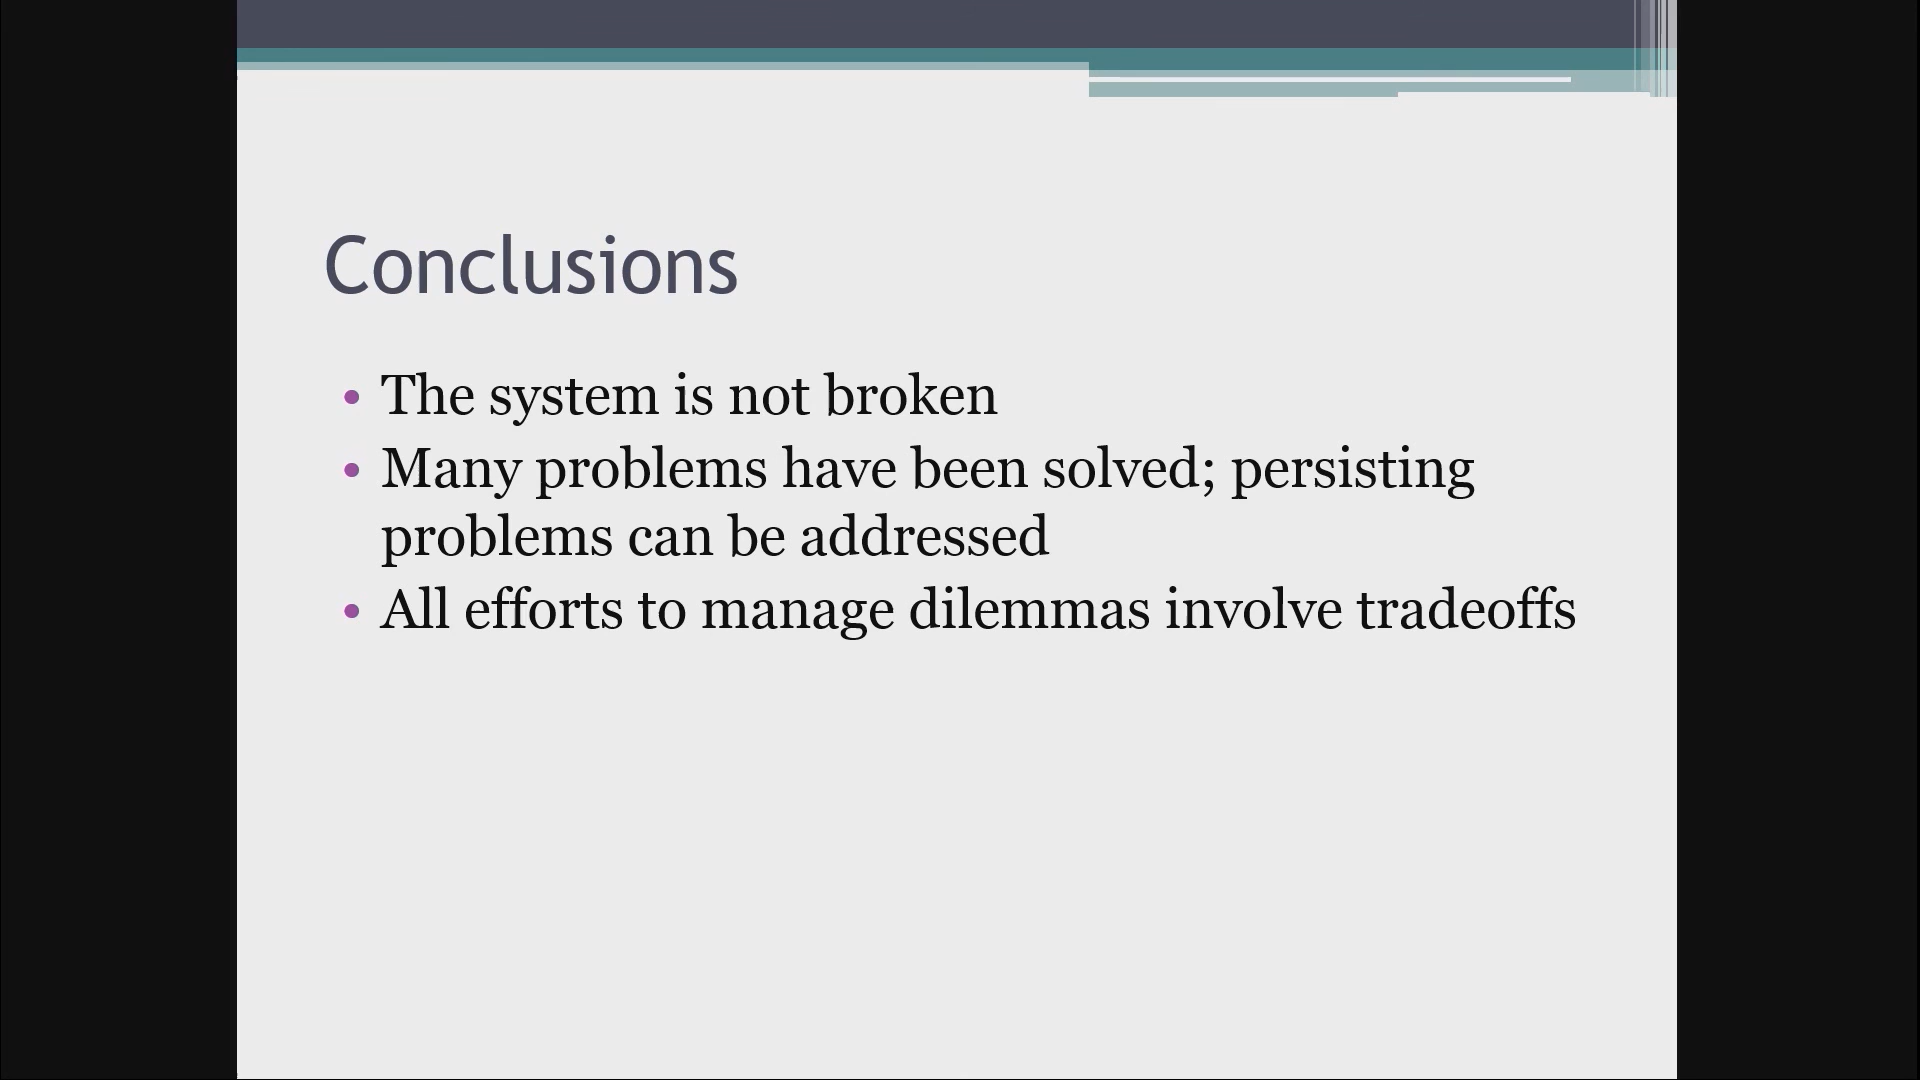 Conclusions
• The system is not broken
• Many problems have been solved; persisting
problems can be addressed
• All efforts to manage dilemmas involve tradeoffs